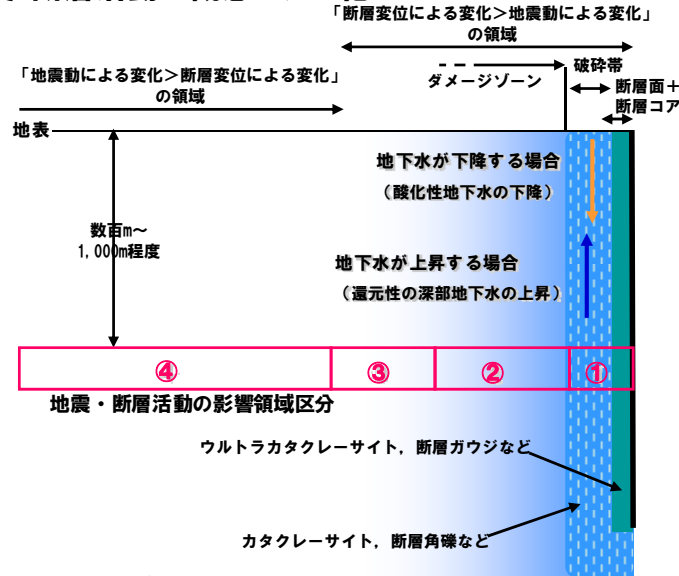 「断層変位による変化>地震動による変化」
の領域
「地震動による変化>断層変位による変化」
の領域
ダメージゾーン
破砕帯
断層面+
断層コア
地表
地下水が下降する場合
(酸化性地下水の下降)
数百m~
1,000m程度
地下水が上昇する場合
(還元性の深部地下水の上昇)
④
③
②
①
地震・断層活動の影響領域区分
ウルトラカタクレーサイト,断層ガウジなど
カタクレーサイト,断層角礫など